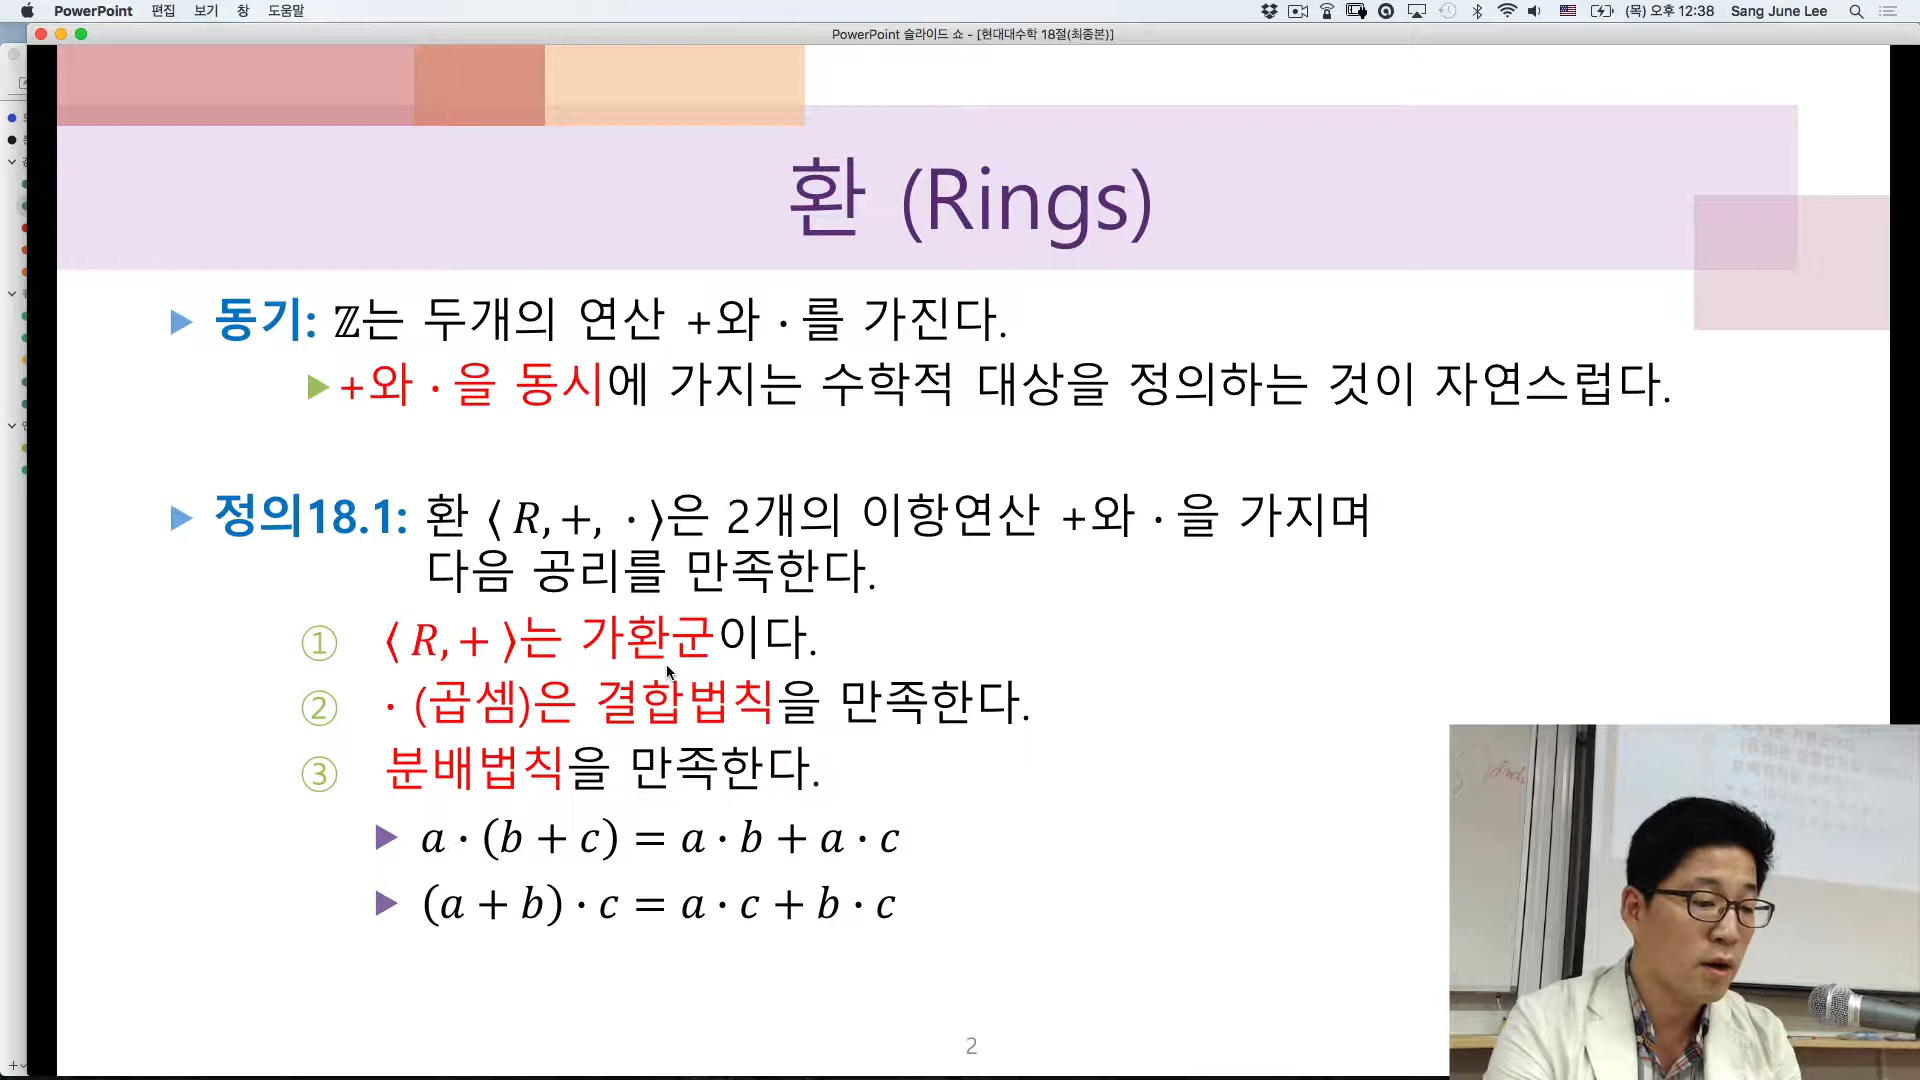 PowerPoint 편집 보기 창 도움말 (목) 오후 12:38 Sang June Lee
PowerPoint 슬라이드 쇼 - [현대대수학 18절(최종본)]
환 (Rings)
동기: ℤ는 두개의 연산 +와 · 를 가진다.
+와 · 을 동시에 가지는 수학적 대상을 정의하는 것이 자연스럽다.
정의18.1: 환 ⟨ R, +, · ⟩은 2개의 이항연산 +와 · 을 가지며
다음 공리를 만족한다.
① ⟨ R, + ⟩는 가환군이다.
② · (곱셈)은 결합법칙을 만족한다.
③ 분배법칙을 만족한다.
a · (b + c) = a · b + a · c
(a + b) · c = a · c + b · c
2